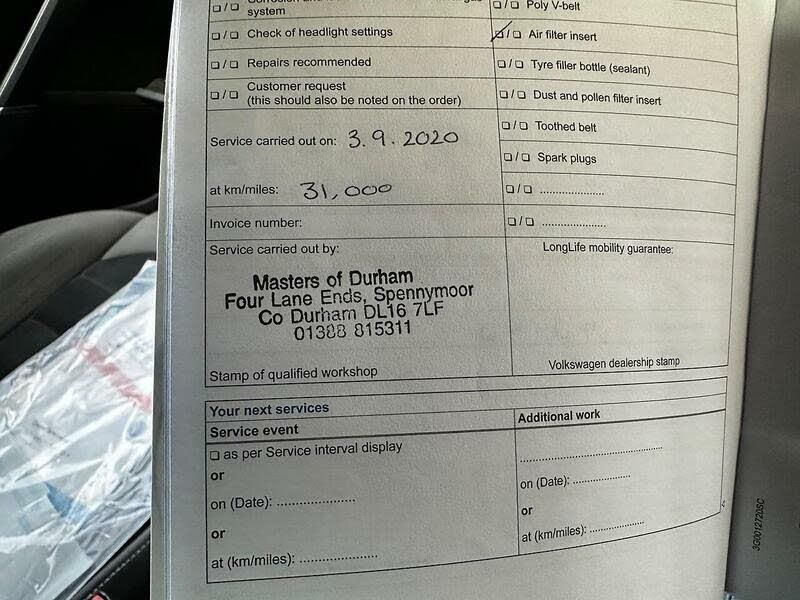 system
❏ / ❏ Check of headlight settings
❏ / ❏ Repairs recommended
❏ / ❏ Customer request
(this should also be noted on the order)
Service carried out on: 3.9.2020
at km/miles: 31,000
Invoice number:
Service carried out by:
Masters of Durham
Four Lane Ends, Spennymoor
Co Durham DL16 7LF
01388 815311
Stamp of qualified workshop
❏ / ❏ Poly V-belt
❏ / ❏ Air filter insert
❏ / ❏ Tyre filler bottle (sealant)
❏ / ❏ Dust and pollen filter insert
❏ / ❏ Toothed belt
❏ / ❏ Spark plugs
❏ / ❏ ......................
❏ / ❏ ......................
LongLife mobility guarantee:
Volkswagen dealership stamp
Your next services
Service event
❏ as per Service interval display
or
on (Date): ......................
or
at (km/miles): ......................
Additional work
........................................
on (Date): ................
or
at (km/miles): ................
3G0012720SC